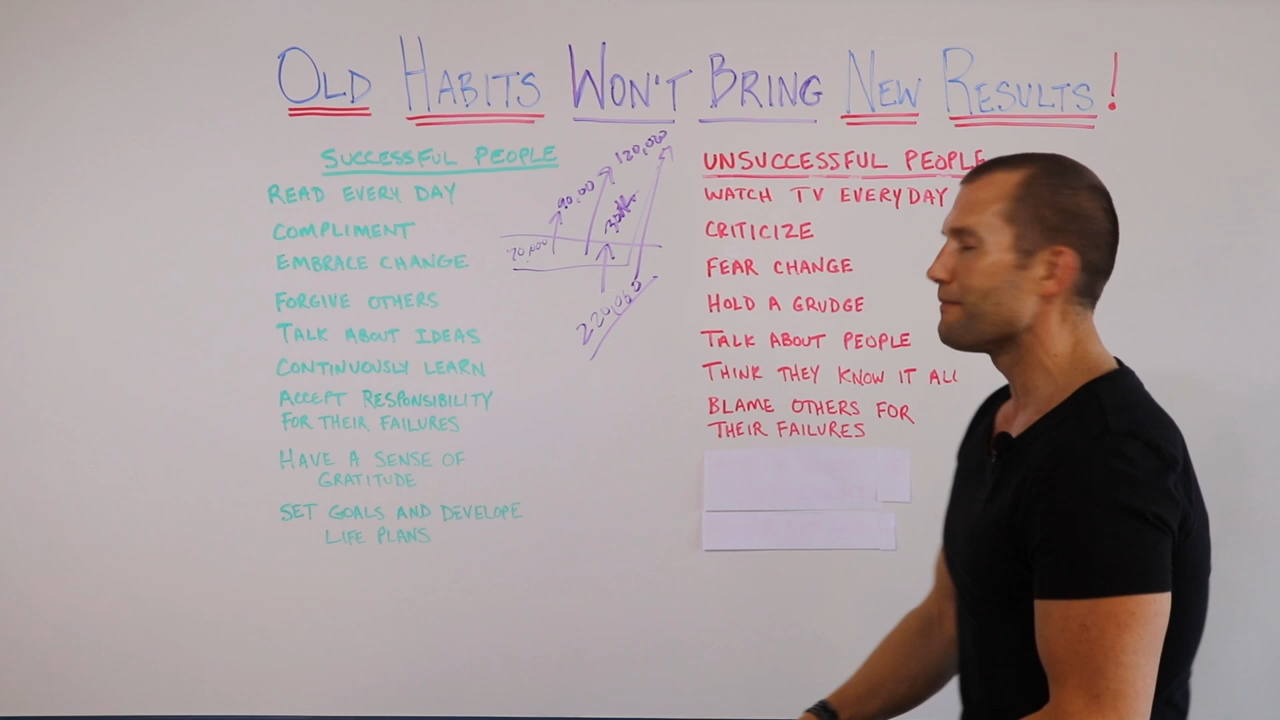 OLD HABITS WON'T BRING NEW RESULTS!
SUCCESSFUL PEOPLE
READ EVERY DAY
COMPLIMENT
EMBRACE CHANGE
FORGIVE OTHERS
TALK ABOUT IDEAS
CONTINUOUSLY LEARN
ACCEPT RESPONSIBILITY
FOR THEIR FAILURES
HAVE A SENSE OF
GRATITUDE
SET GOALS AND DEVELOPE
LIFE PLANS
120,000
90,00
70,000
220,000
UNSUCCESSFUL PEOPLE
WATCH TV EVERYDAY
CRITICIZE
FEAR CHANGE
HOLD A GRUDGE
TALK ABOUT PEOPLE
THINK THEY KNOW IT ALL
BLAME OTHERS FOR
THEIR FAILURES